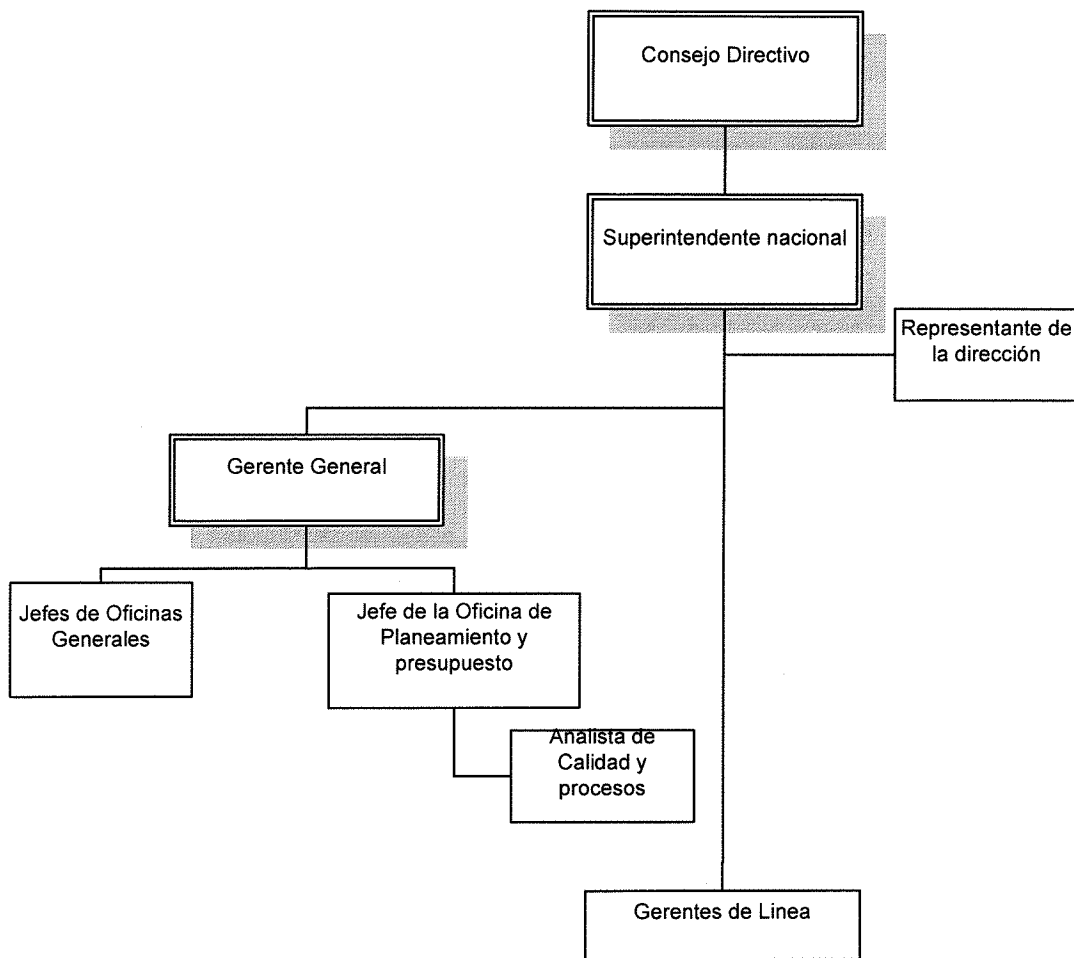 Consejo Directivo
Superintendente nacional
Representante de
la dirección
Gerente General
Jefes de Oficinas
Generales
Jefe de la Oficina de
Planeamiento y
presupuesto
Analista de
Calidad y
procesos
Gerentes de Linea